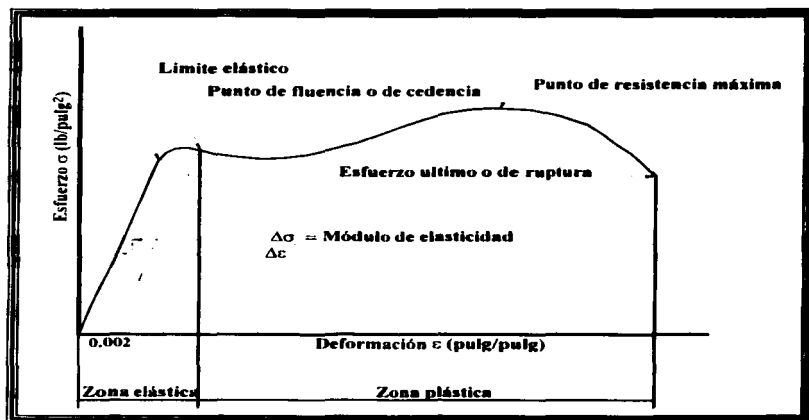 Límite elástico
Punto de fluencia o de cedencia
Punto de resistencia máxima
Esfuerzo σ (lb/pulg²)
Esfuerzo ultimo o de ruptura
Δσ = Módulo de elasticidad
Δε
0.002
Deformación ε (pulg/pulg)
Zona elástica
Zona plástica